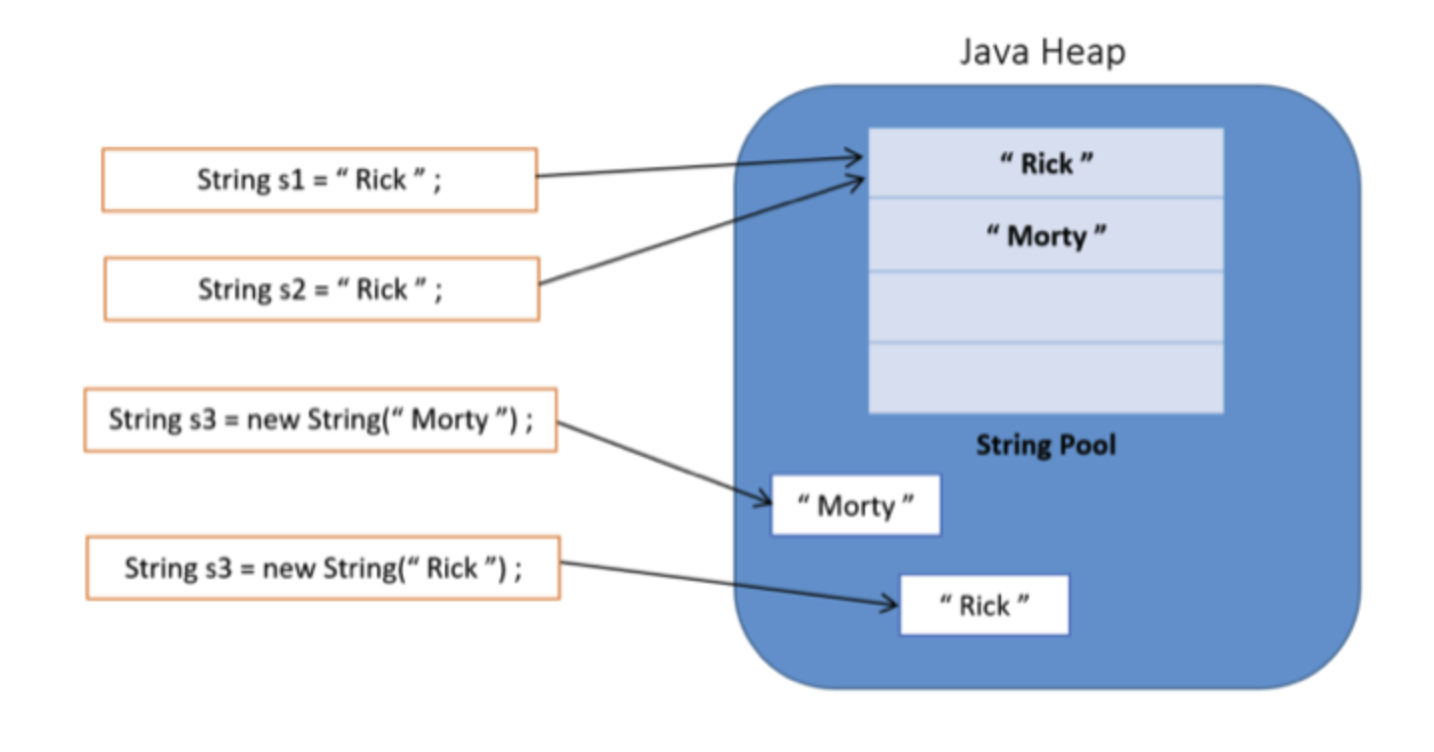 Java Heap
String s1 = “ Rick ” ;
“ Rick ”
“ Morty ”
String s2 = “ Rick ” ;
String s3 = new String(“ Morty ”) ;
String Pool
“ Morty ”
String s3 = new String(“ Rick ”) ;
“ Rick ”